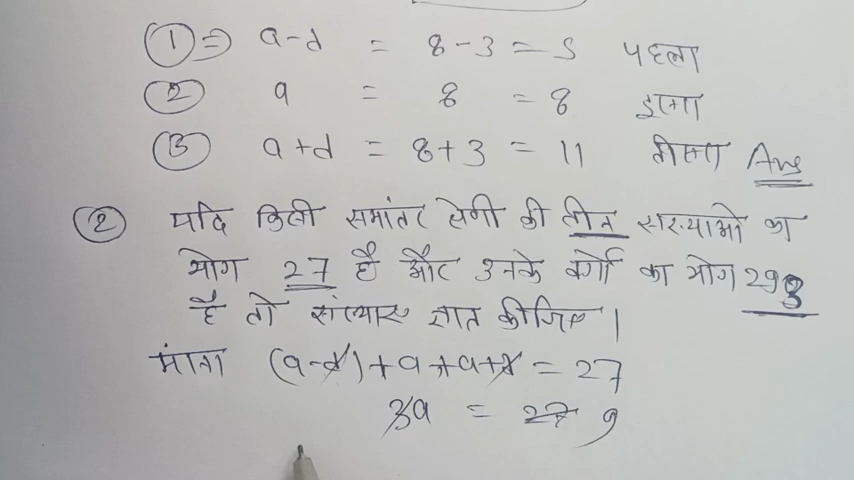 ① ⇒ a-d = 8-3 = 5 पहला
② a = 8 = 8 दूसरा
③ a+d = 8+3 = 11 तीसरा Ans
② यदि किसी समांतर श्रेणी की तीन संख्याओ का
योग 27 है और उनके वर्गो का योग 293
है तो संख्याए ज्ञात कीजिए।
माना (a-d)+a+a+d = 27
3a = 27 9